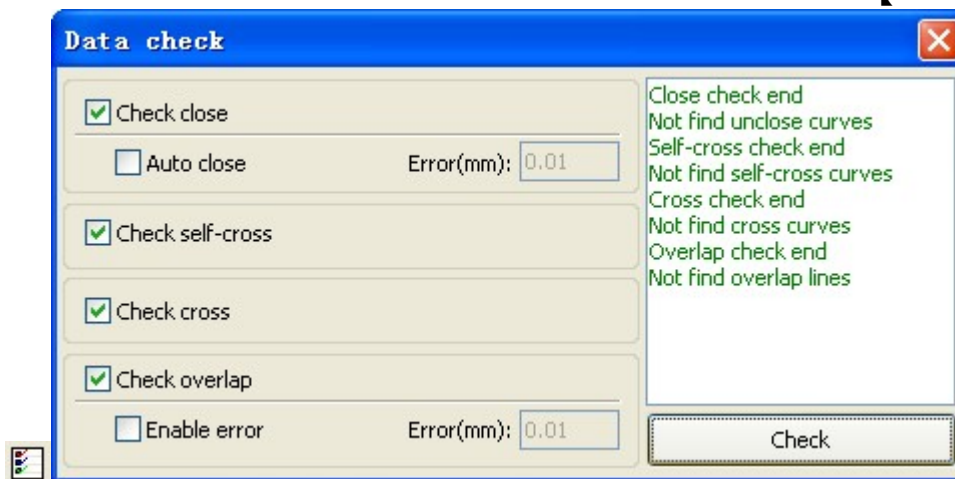 Data check
Check close
Auto close Error(mm): 0.01
Check self-cross
Check cross
Check overlap
Enable error Error(mm): 0.01
Close check end
Not find unclose curves
Self-cross check end
Not find self-cross curves
Cross check end
Not find cross curves
Overlap check end
Not find overlap lines
Check